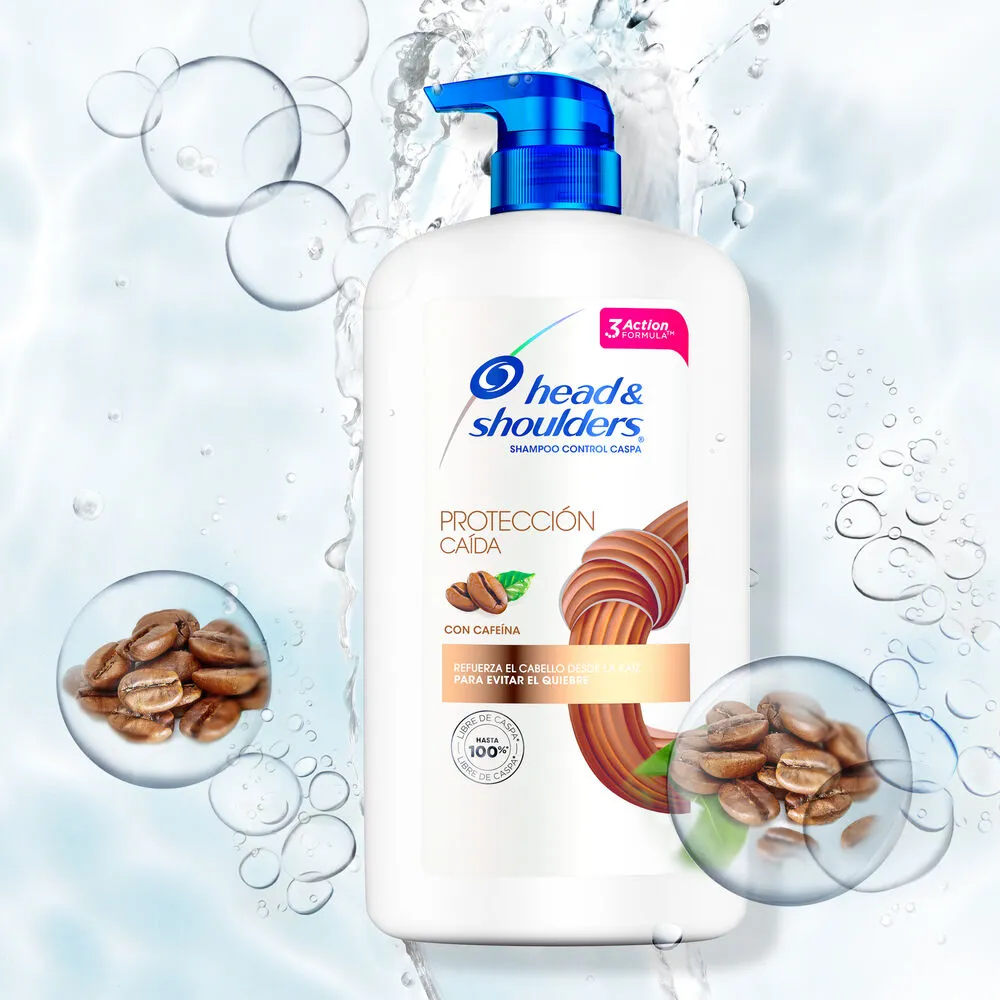 3 Action
FORMULA™
head &
shoulders®
SHAMPOO CONTROL CASPA
PROTECCIÓN
CAÍDA
CON CAFEÍNA
REFUERZA EL CABELLO DESDE LA RAÍZ
PARA EVITAR EL QUIEBRE
LIBRE DE CASPA*
HASTA
100%*
LIBRE DE CASPA*